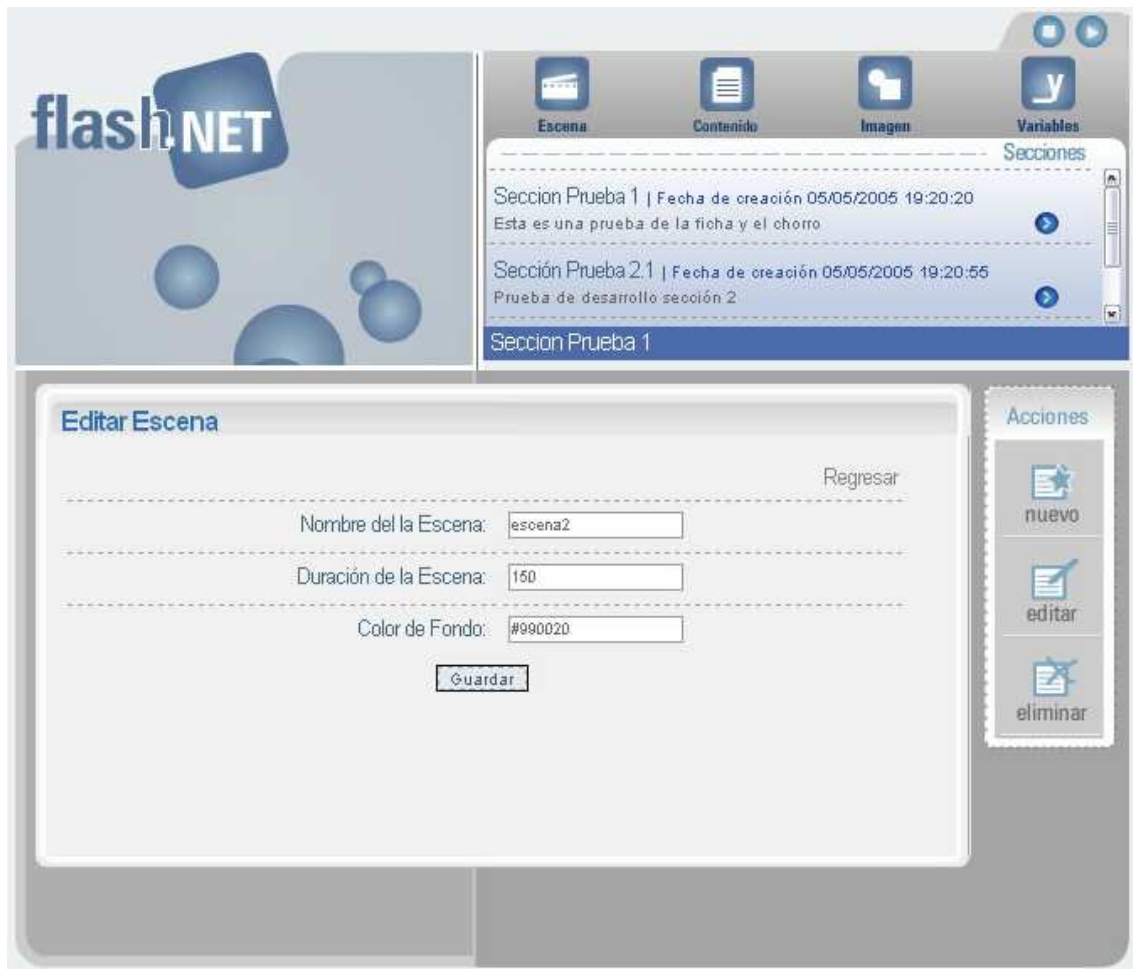 flash.NET
Escena
Contenido
Imagen
Variables
Secciones
Seccion Prueba 1 | Fecha de creación 05/05/2005 19:20:20
Esta es una prueba de la ficha y el chorro
Sección Prueba 2.1 | Fecha de creación 05/05/2005 19:20:55
Prueba de desarrollo sección 2
Seccion Prueba 1
Editar Escena
Regresar
Nombre del la Escena: escena2
Duración de la Escena: 150
Color de Fondo: #990020
Guardar
Acciones
nuevo
editar
eliminar